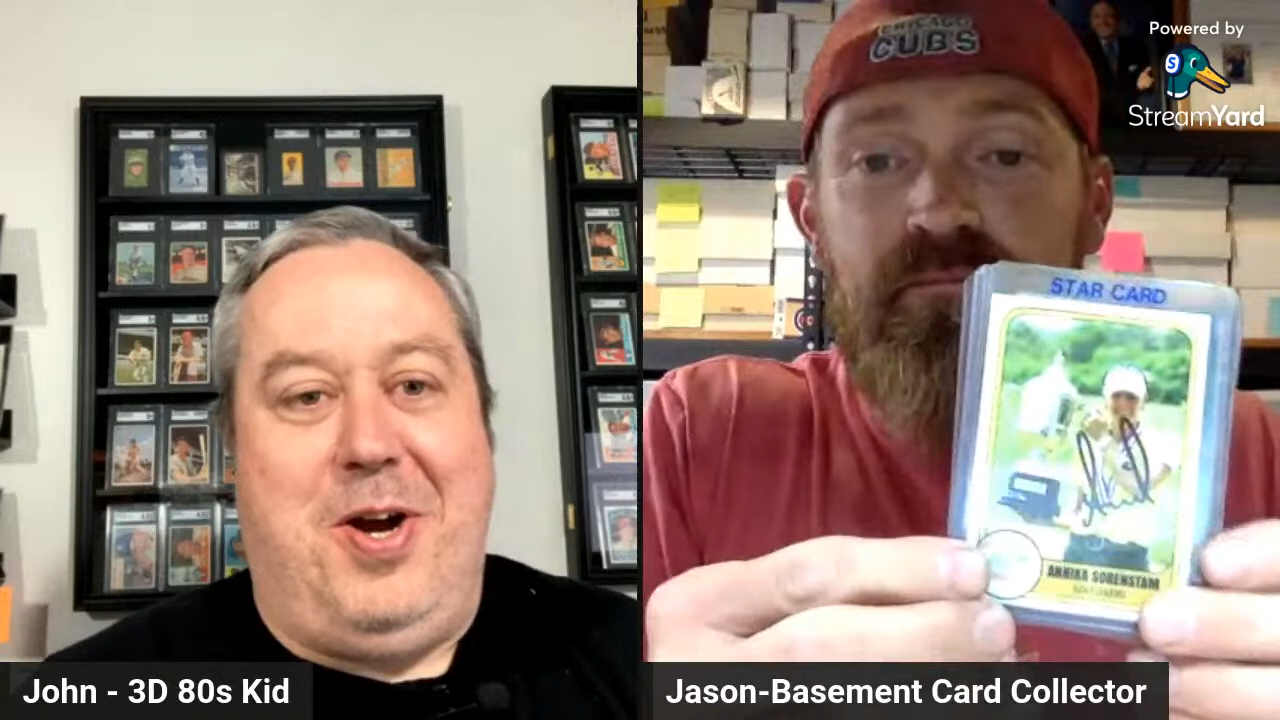 CHICAGO
CUBS
Powered by
S
StreamYard
STAR CARD
ANNIKA SORENSTAM
John - 3D 80s Kid
Jason-Basement Card Collector